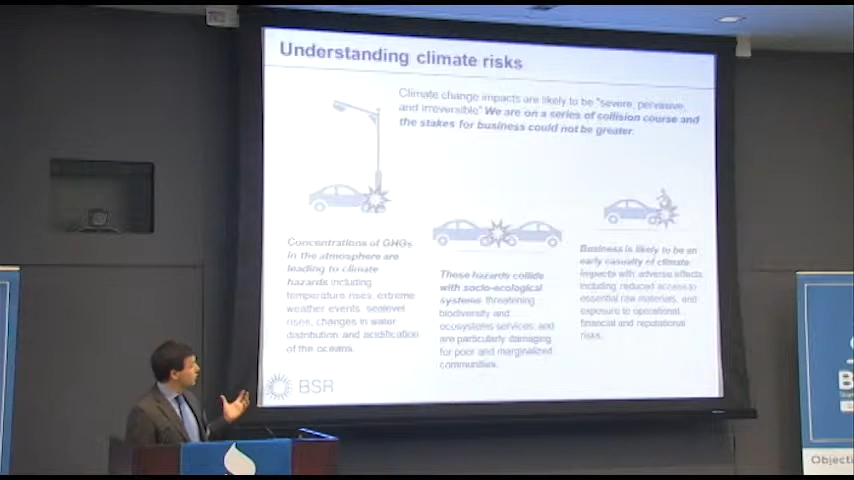 Understanding climate risks
Climate change impacts are likely to be "severe, pervasive,
and irreversible" We are on a series of collision course and
the stakes for business could not be greater.
Concentrations of GHGs
in the atmosphere are
leading to climate
hazards including
temperature rises, extreme
weather events, sealevel
rises, changes in water
distribution and acidification
of the oceans.
These hazards collide
with socio-ecological
systems threatening
biodiversity and
ecosystems services, and
are particularly damaging
for poor and marginalized
communities.
Business is likely to be an
early casualty of climate
impacts with adverse effects
including reduced access to
essential raw materials, and
exposure to operational,
financial and reputational
risks.
BSR
B
Objecti